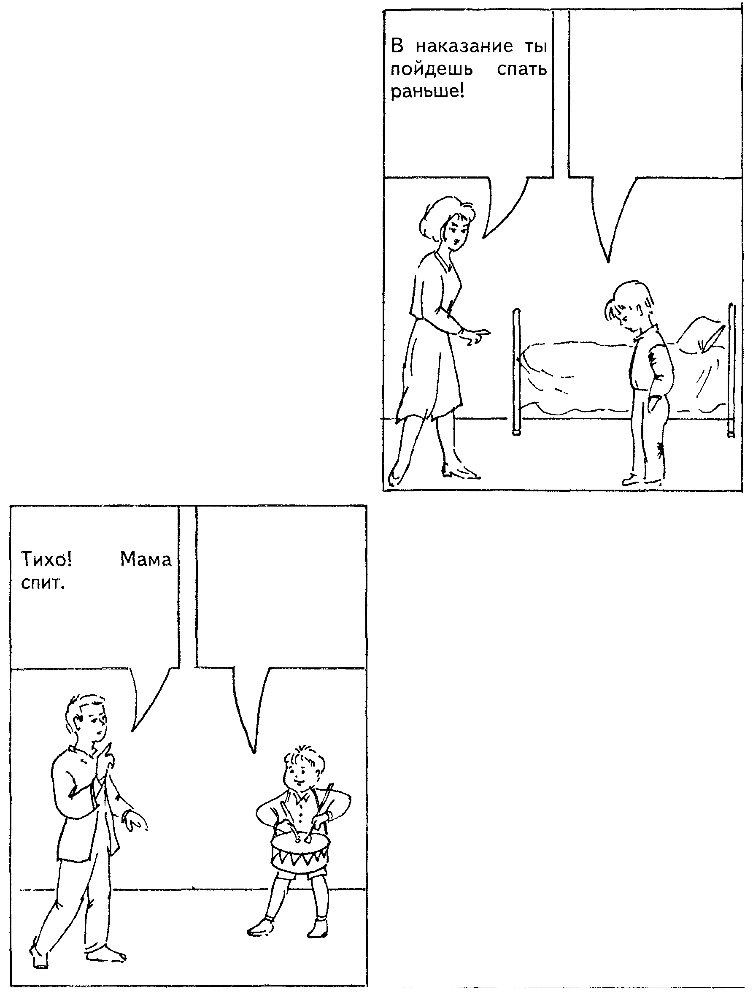 В наказание ты
пойдешь спать
раньше!
Тихо! Мама
спит.